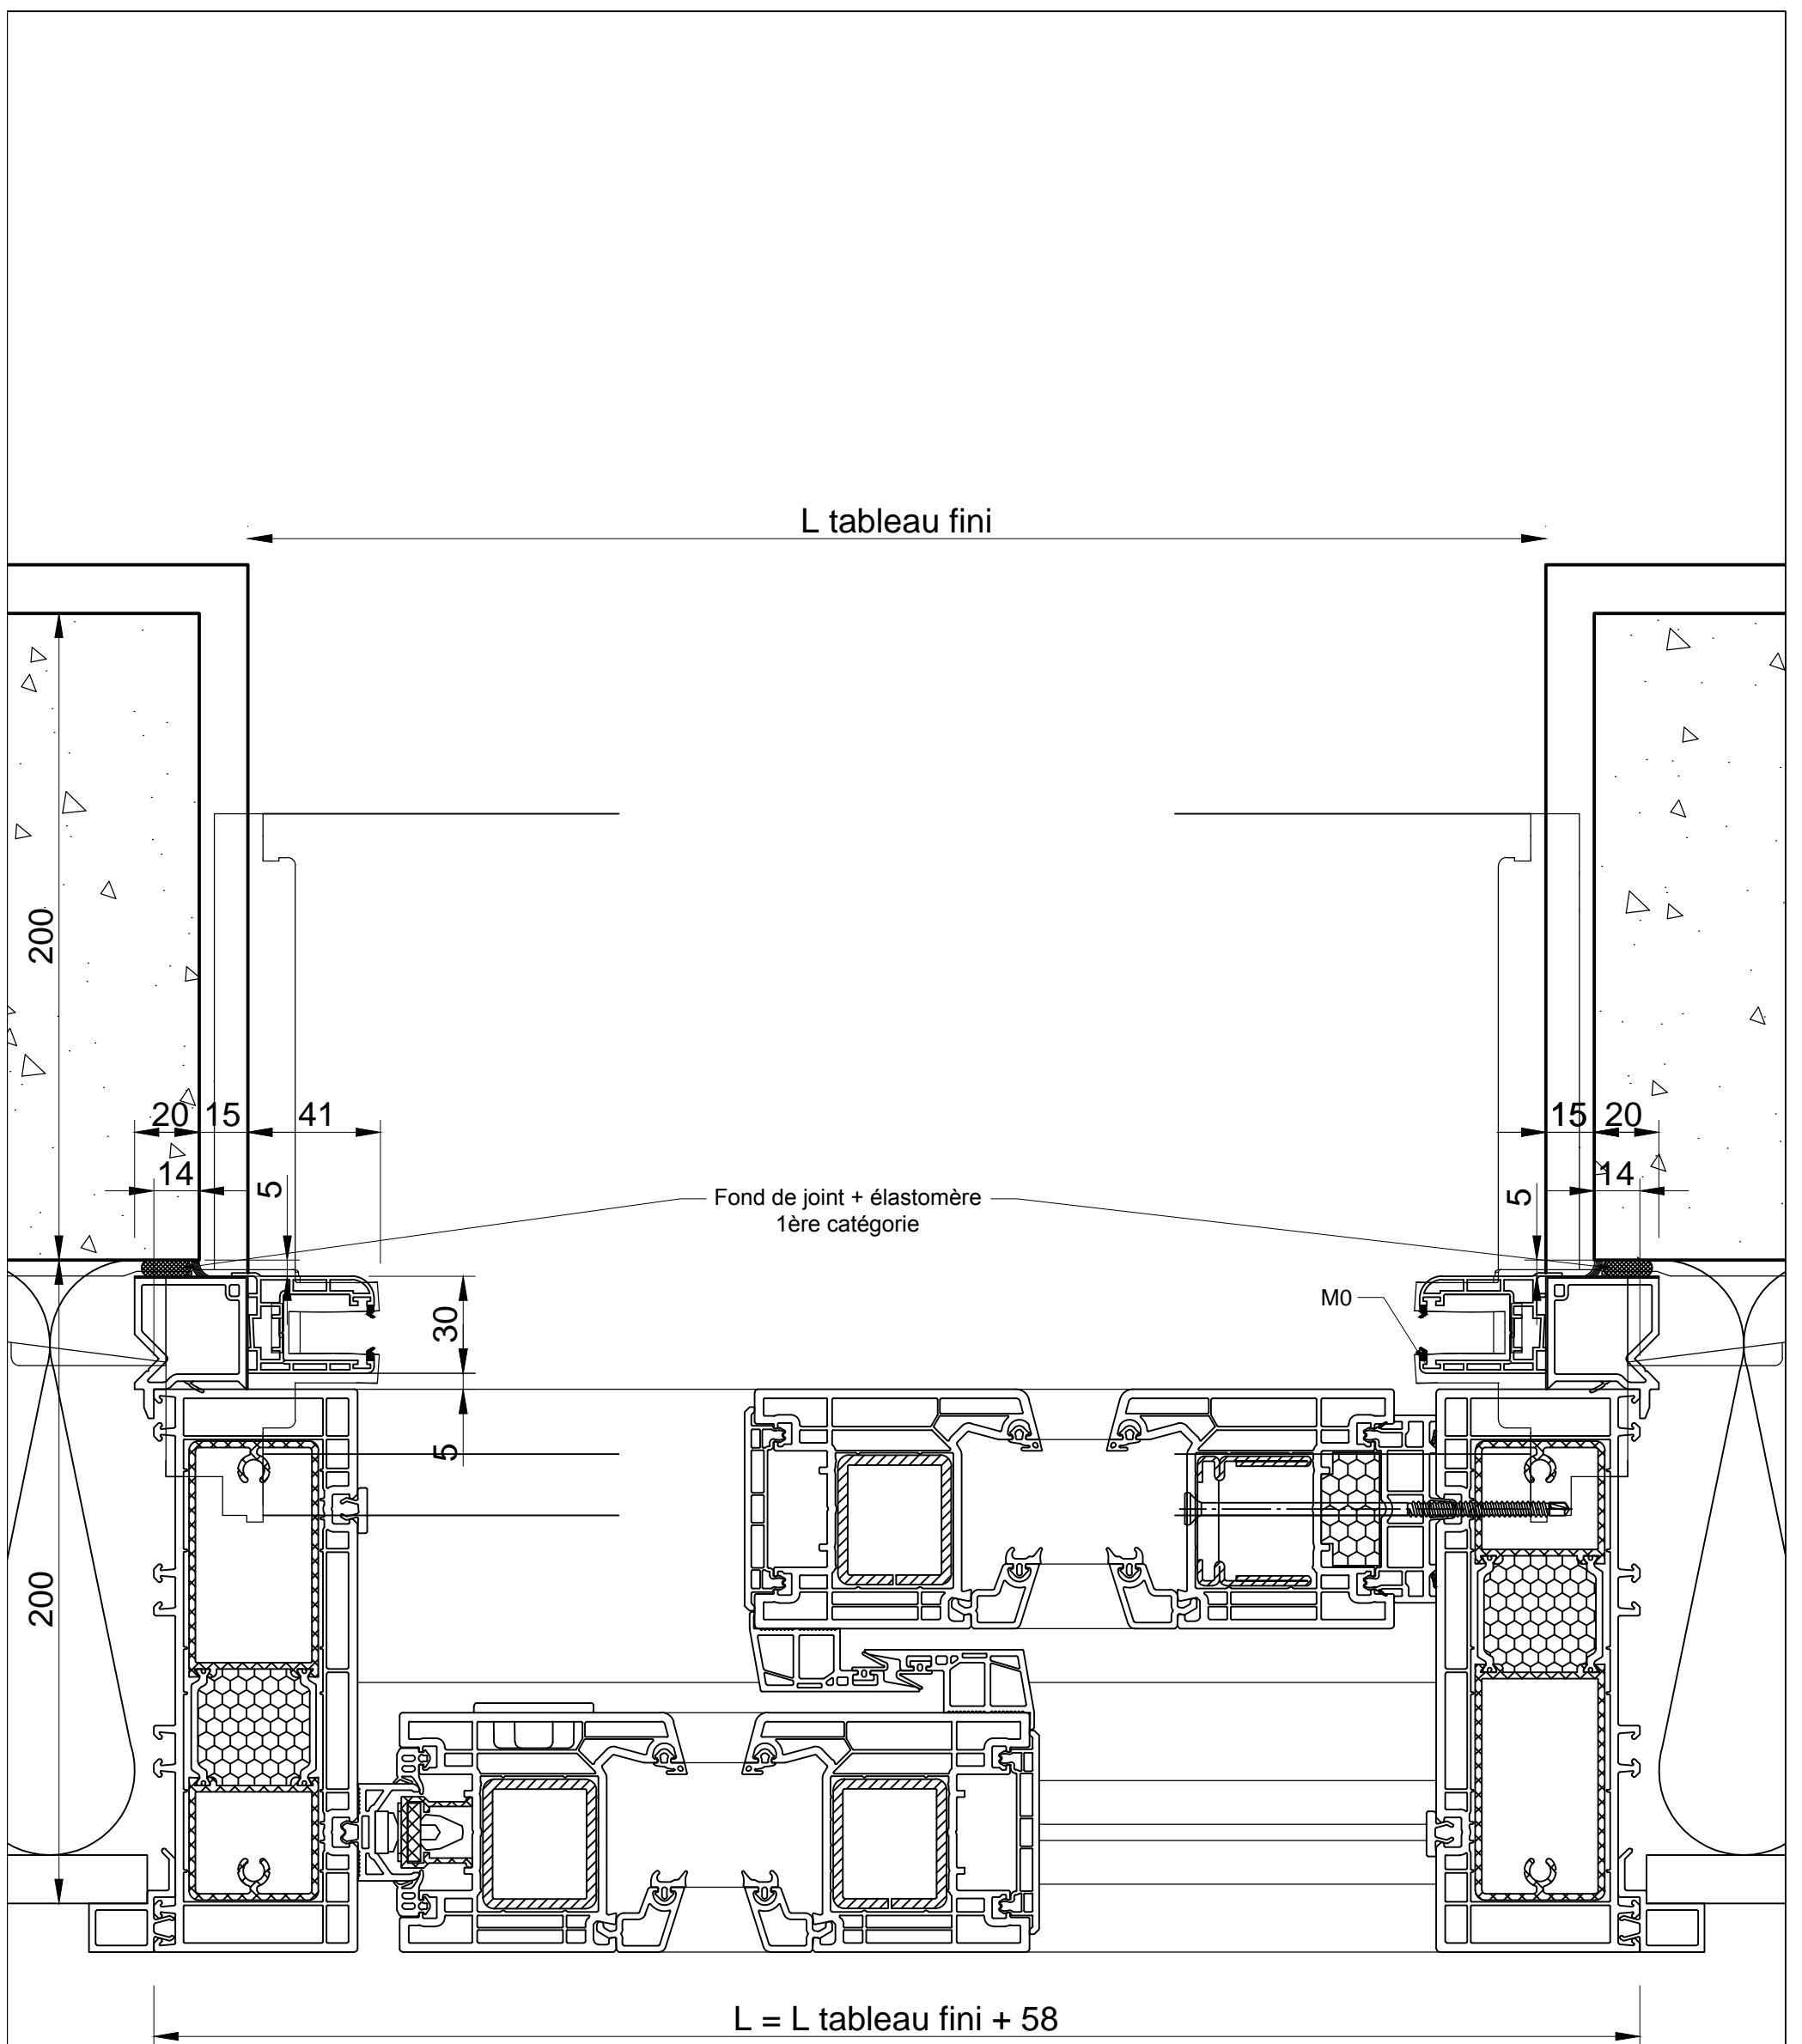 L tableau fini
200
20 15 41
15 20
14
5
5
14
Fond de joint + élastomère
1ère catégorie
M0
30
5
200
L = L tableau fini + 58